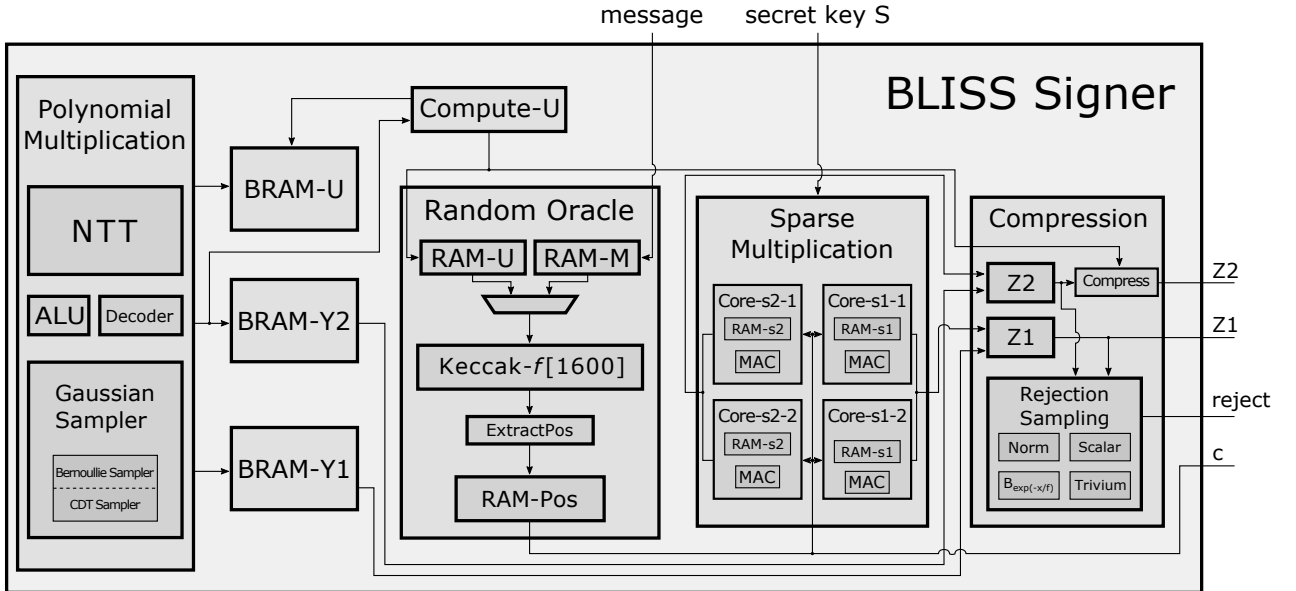 message
secret key S
BLISS Signer
Polynomial
Multiplication
NTT
ALU
Decoder
Gaussian
Sampler
Bernoullie Sampler
CDT Sampler
BRAM-U
BRAM-Y2
BRAM-Y1
Compute-U
Random Oracle
RAM-U
RAM-M
Keccak-f[1600]
ExtractPos
RAM-Pos
Sparse
Multiplication
Core-s2-1
RAM-s2
MAC
Core-s1-1
RAM-s1
MAC
Core-s2-2
RAM-s2
MAC
Core-s1-2
RAM-s1
MAC
Compression
Z2
Compress
Z1
Rejection
Sampling
Norm
Scalar
Bexp(-x/f)
Trivium
Z2
Z1
reject
c